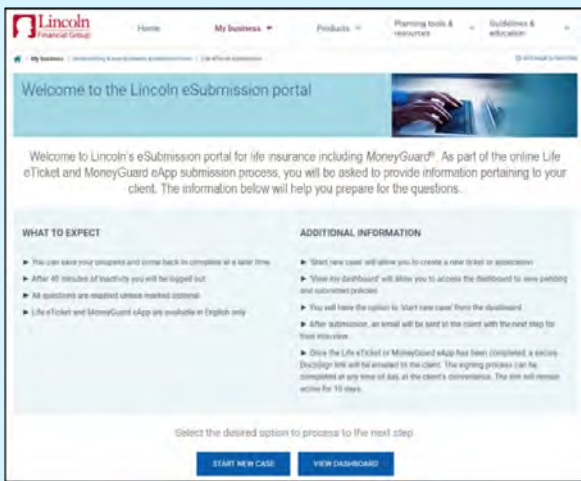 Lincoln
Financial Group
Home
My business
Products
Planning tools &
resources
Guidelines &
education
My business
Welcome to the Lincoln eSubmission portal
Welcome to Lincoln's eSubmission portal for life insurance including MoneyGuard®. As part of the online Life
eTicket and MoneyGuard eApp submission process, you will be asked to provide information pertaining to your
client. The information below will help you prepare for the questions.
WHAT TO EXPECT
► You can save your progress and come back to complete at a later time
► After 40 minutes of inactivity you will be logged out
► All questions are required unless marked optional
► Life eTicket and MoneyGuard eApp are available in English only
ADDITIONAL INFORMATION
► 'Start new case' will allow you to create a new ticket or application
► 'View my dashboard' will allow you to access the dashboard to view pending
and submitted policies
► You will have the option to 'start new case' from the dashboard
► After submission, an email will be sent to the client with the next step for
their interview
► Once the Life eTicket or MoneyGuard eApp has been completed, a secure
DocuSign link will be emailed to the client. The signing process can be
completed at any time of day, at the client's convenience. The link will remain
active for 10 days.
Select the desired option to process to the next step.
START NEW CASE
VIEW DASHBOARD